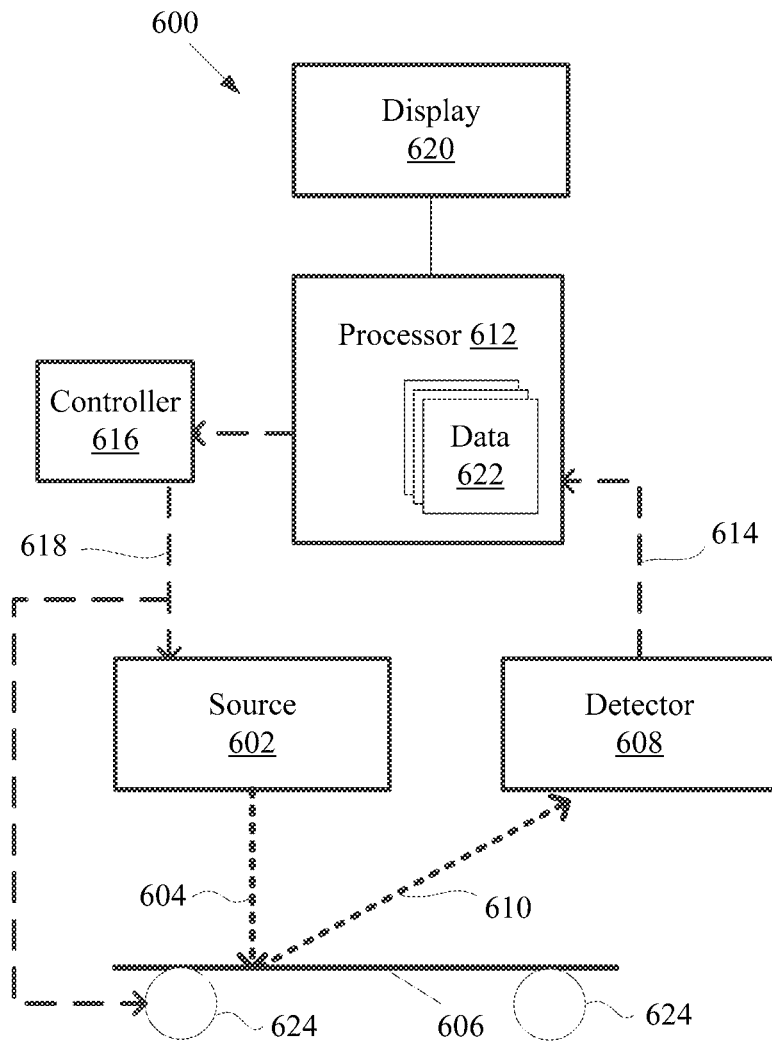 600
Display
620
Processor 612
Controller
616
Data
622
618
614
Source
602
Detector
608
604
610
624
606
624